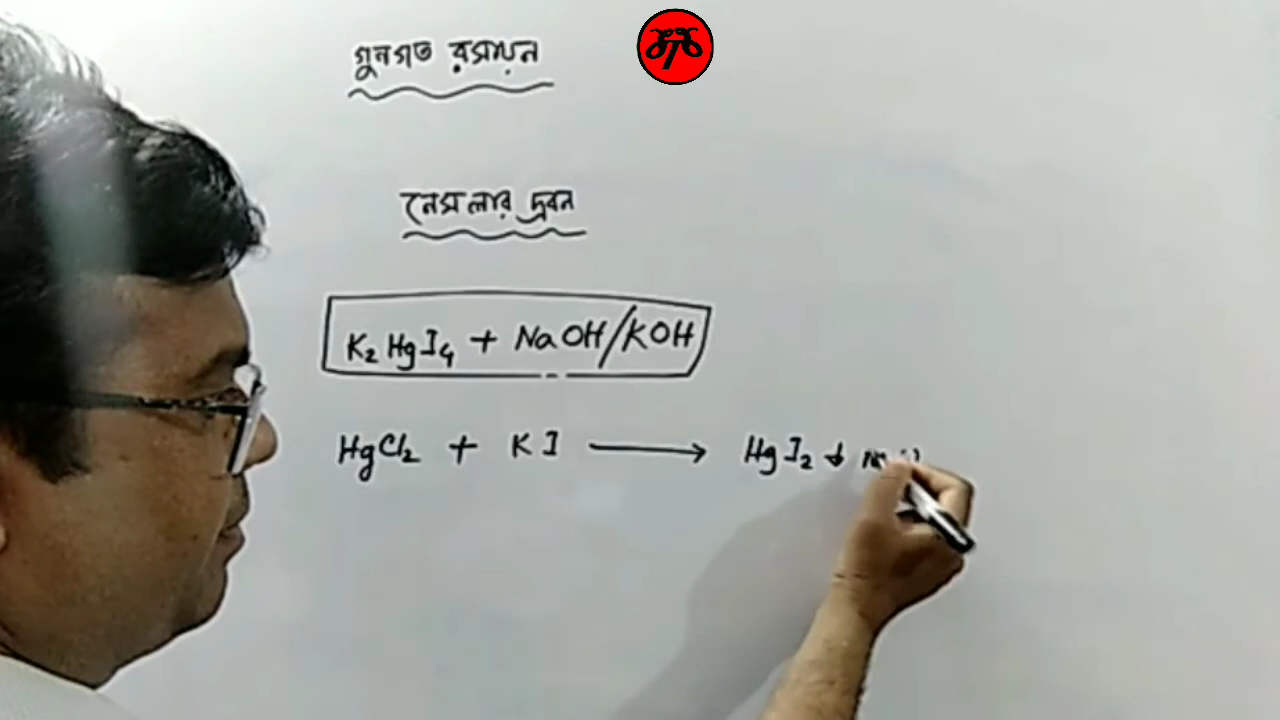 গুনগত রসায়ন
নেসলার দ্রবন
K₂HgI₄ + NaOH/KOH
HgCl₂ + KI ⟶ HgI₂ +